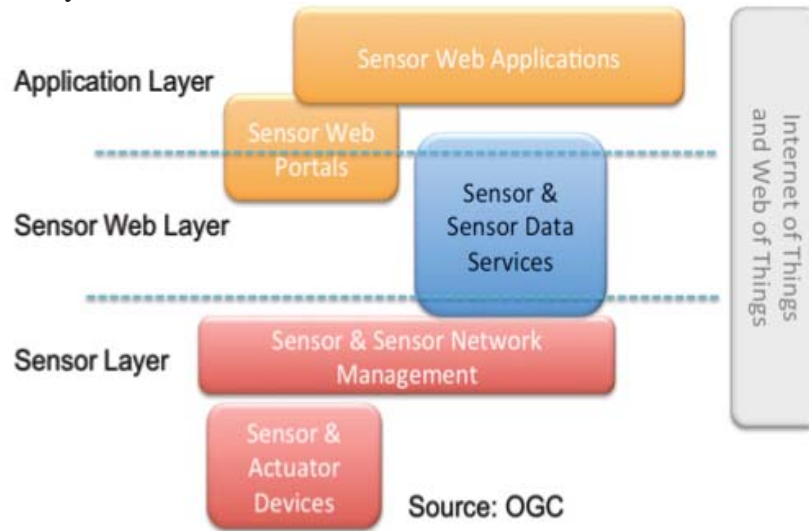 Sensor Web Applications
Application Layer
Sensor Web
Portals
Sensor &
Sensor Data
Services
Sensor Web Layer
Sensor & Sensor Network
Management
Sensor Layer
Sensor &
Actuator
Devices
Source: OGC
Internet of Things
and Web of Things